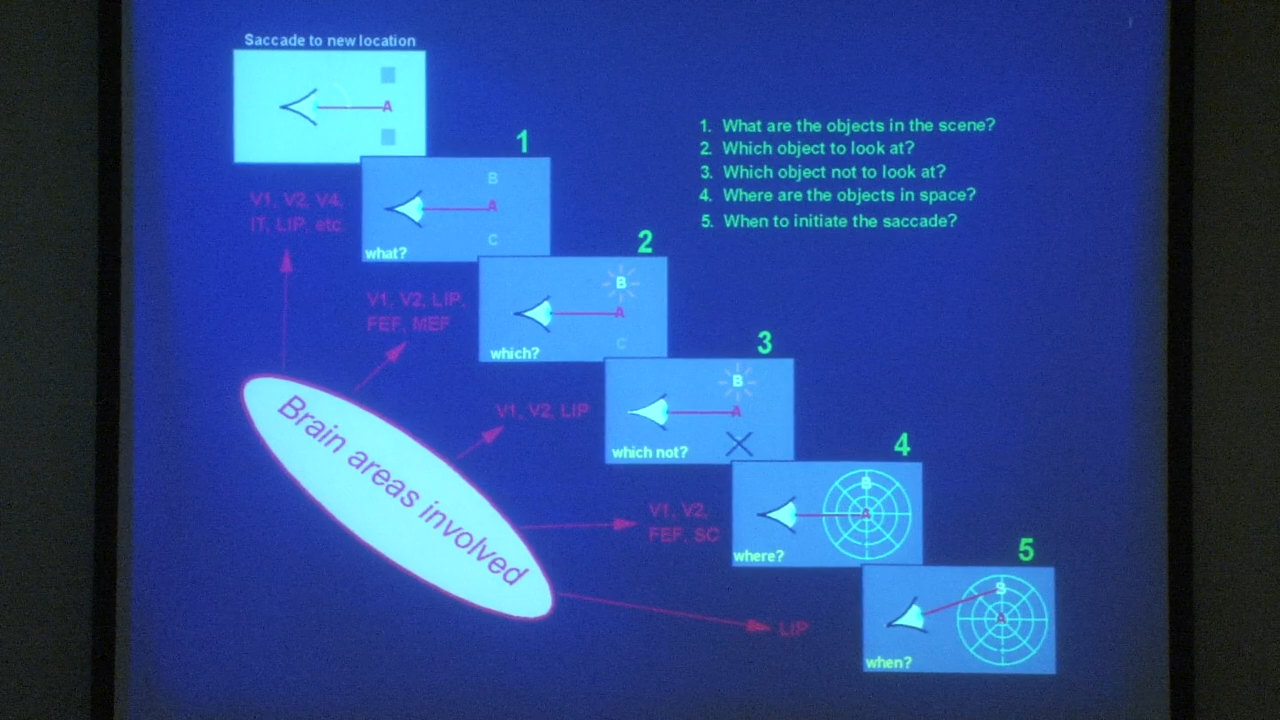 Saccade to new location
A
1
B
A
C
what?
1. What are the objects in the scene?
2. Which object to look at?
3. Which object not to look at?
4. Where are the objects in space?
5. When to initiate the saccade?
V1, V2, V4,
IT, LIP, etc.
2
B
A
C
which?
V1, V2, LIP,
FEF, MEF
3
B
A
which not?
V1, V2, LIP
4
B
A
where?
V1, V2,
FEF, SC
5
B
A
when?
LIP
Brain areas involved